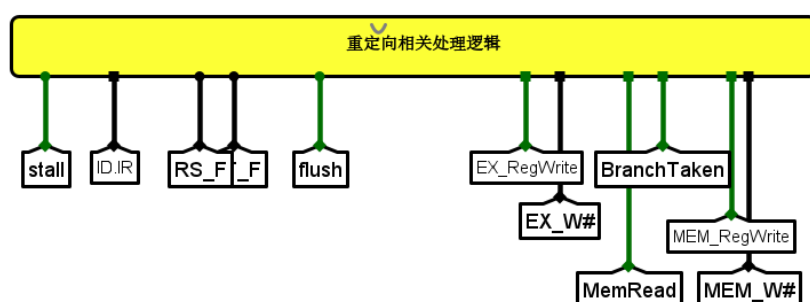 重定向相关处理逻辑
stall
ID.IR
RS_F
_F
flush
EX_RegWrite
BranchTaken
EX_W#
MEM_RegWrite
MemRead
MEM_W#